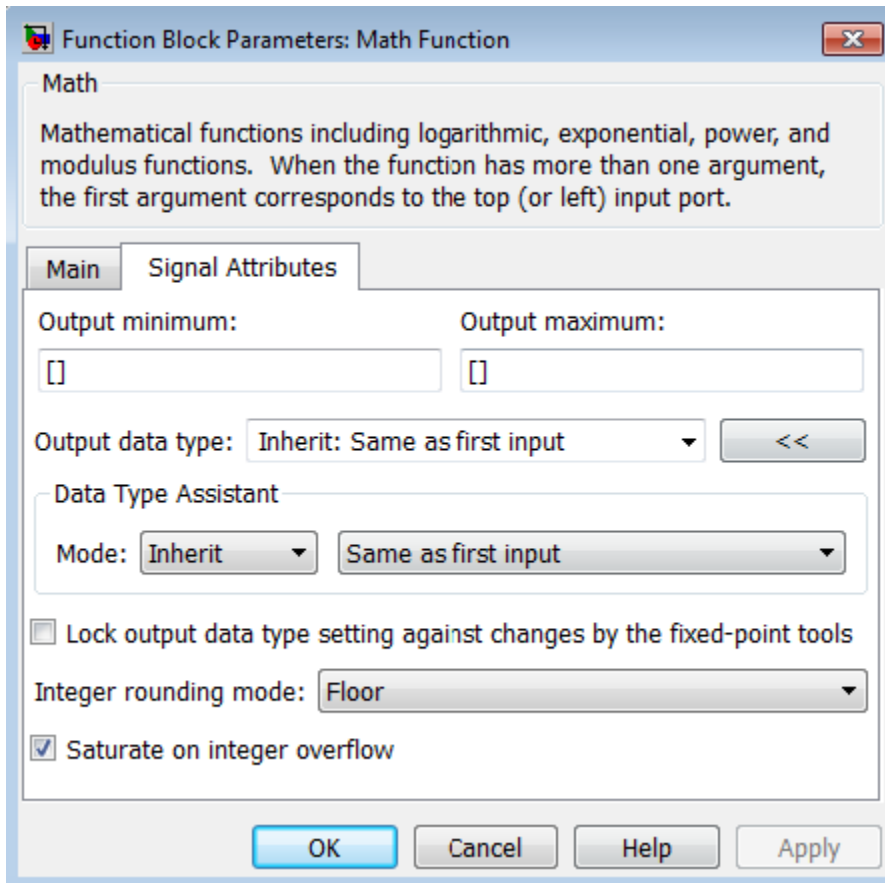 Function Block Parameters: Math Function
Math
Mathematical functions including logarithmic, exponential, power, and
modulus functions.  When the function has more than one argument,
the first argument corresponds to the top (or left) input port.
Main Signal Attributes
Output minimum: Output maximum:
[] []
Output data type: Inherit: Same as first input <<
Data Type Assistant
Mode: Inherit Same as first input
Lock output data type setting against changes by the fixed-point tools
Integer rounding mode: Floor
Saturate on integer overflow
OK Cancel Help Apply